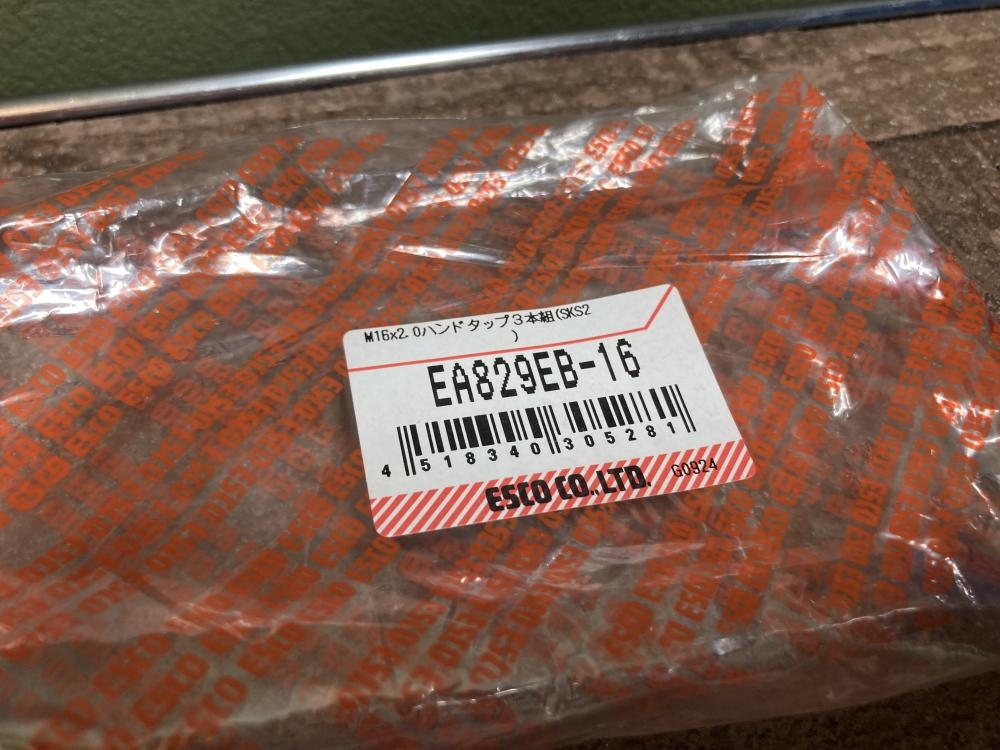 M16x2.0ハンドタップ3本組(SKS2
)
EA829EB-16
4 518340 305281
ESCO CO.,LTD.
G0924